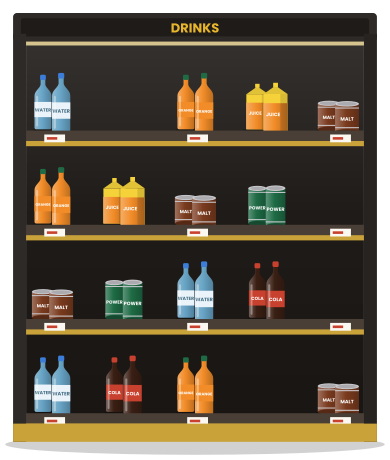 DRINKS
WATER WATER ORANGE ORANGE JUICE JUICE MALT MALT
ORANGE ORANGE JUICE JUICE MALT MALT POWER POWER
MALT MALT POWER POWER WATER WATER COLA COLA
WATER WATER COLA COLA ORANGE ORANGE MALT MALT